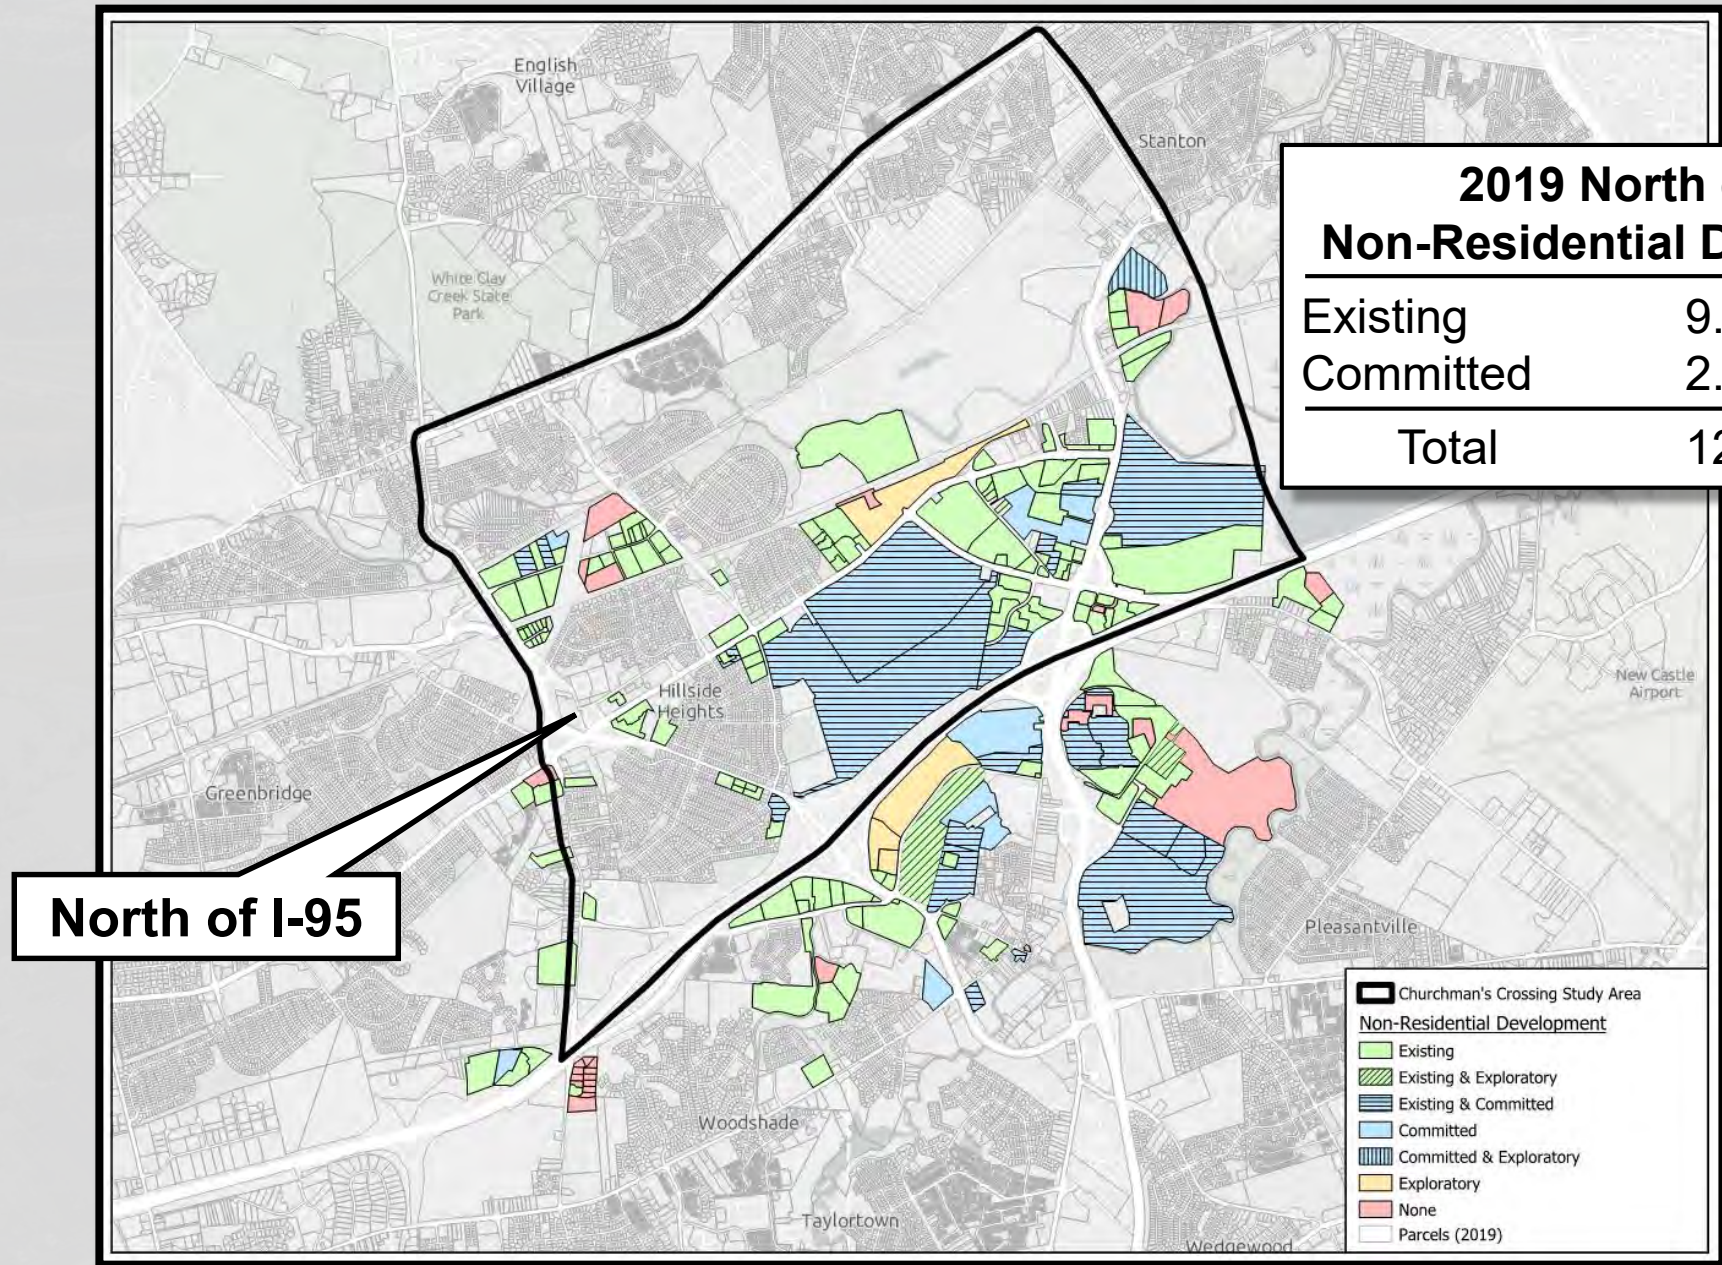 English
Village
Stanton
2019 North
Non-Residential D
White Clay
Creek State
Park
Existing 9.
Committed 2.
Total 12
Hillside
Heights
New Castle
Airport
Greenbridge
North of I-95
Pleasantville
Churchman's Crossing Study Area
Non-Residential Development
Existing
Existing & Exploratory
Existing & Committed
Committed
Committed & Exploratory
Exploratory
None
Parcels (2019)
Woodshade
Taylortown
Wedgewood